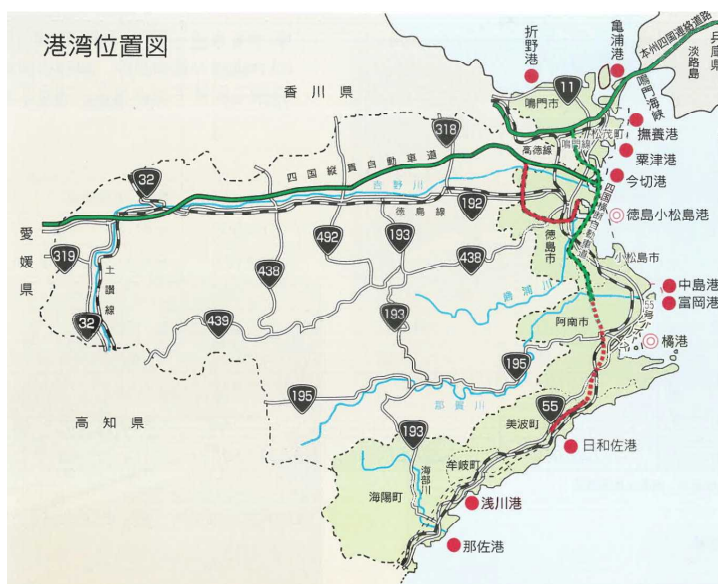 港湾位置図
折野港
亀浦港
本州四国連絡道路
兵庫県
淡路島
鳴門海峡
香川県
11
鳴門市
松茂町
撫養港
318
319
高徳線
鳴門線
粟津港
32
四国縦貫自動車道
吉野川
今切港
192
徳島線
徳島小松島港
四国横断自動車道
愛媛県
319
492
193
徳島市
小松島市
438
438
土讃線
勝浦川
中島港
富岡港
32
439
193
55号
阿南市
橘港
195
195
那賀川
高知県
55
美波町
193
日和佐港
海部川
牟岐町
海陽町
浅川港
那佐港